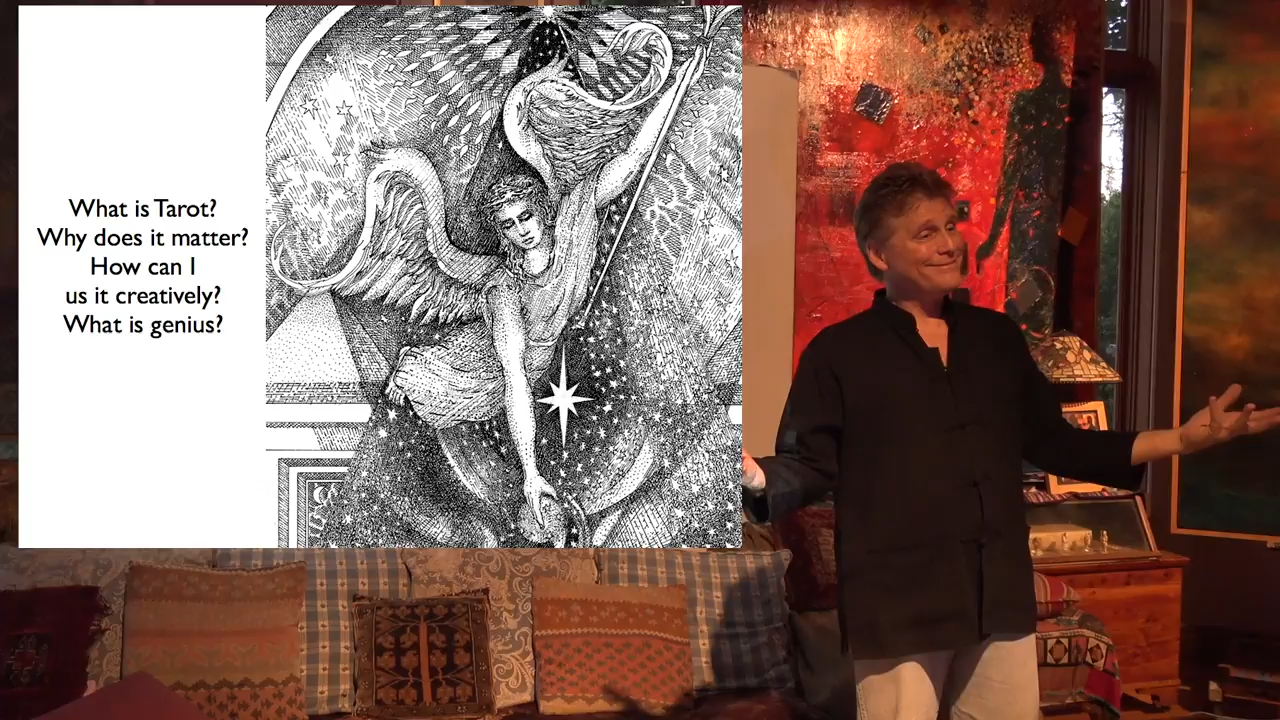 What is Tarot?
Why does it matter?
How can I
us it creatively?
What is genius?